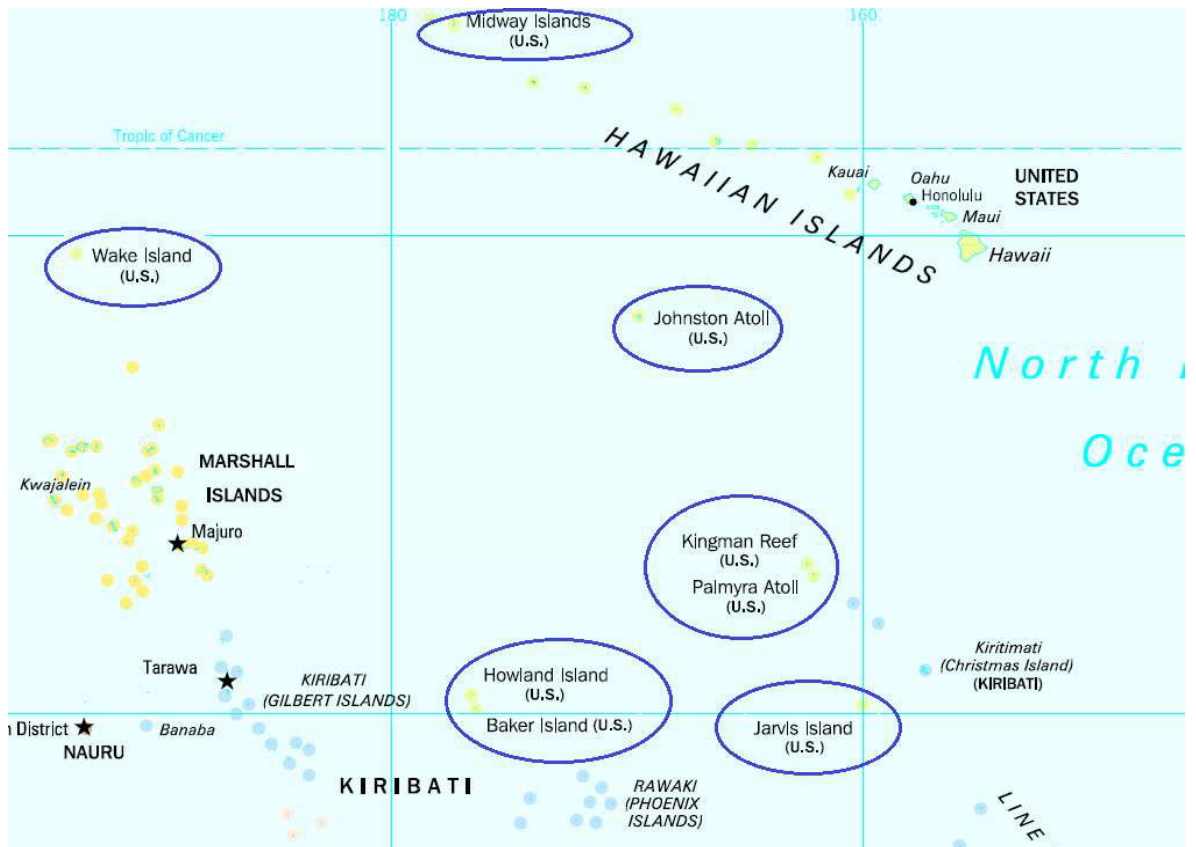 180
160
Midway Islands
(U.S.)
Tropic of Cancer
HAWAIIAN ISLANDS
Kauai
Oahu
Honolulu
Maui
Hawaii
UNITED
STATES
Wake Island
(U.S.)
Johnston Atoll
(U.S.)
North
Oce
MARSHALL
ISLANDS
Kwajalein
Majuro
Kingman Reef
(U.S.)
Palmyra Atoll
(U.S.)
Tarawa
KIRIBATI
(GILBERT ISLANDS)
Howland Island
(U.S.)
Baker Island (U.S.)
Kiritimati
(Christmas Island)
(KIRIBATI)
Jarvis Island
(U.S.)
n District
NAURU
Banaba
KIRIBATI
RAWAKI
(PHOENIX
ISLANDS)
LINE